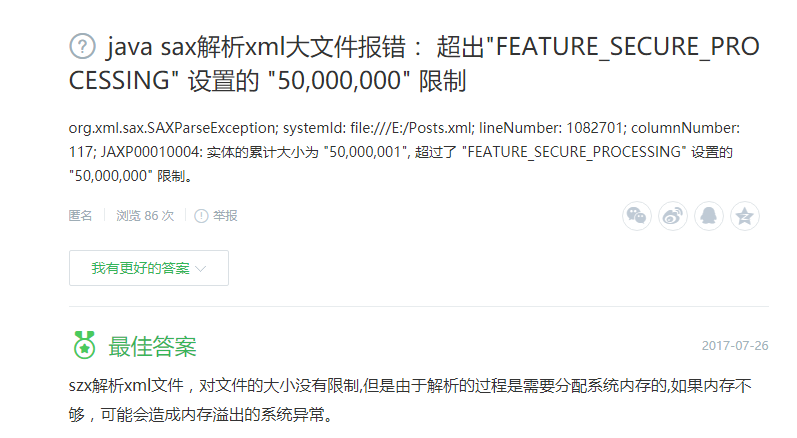 java sax解析xml大文件报错： 超出"FEATURE_SECURE_PRO
CESSING" 设置的 "50,000,000" 限制
org.xml.sax.SAXParseException; systemId: file:///E:/Posts.xml; lineNumber: 1082701; columnNumber:
117; JAXP00010004: 实体的累计大小为 "50,000,001", 超过了 "FEATURE_SECURE_PROCESSING" 设置的
"50,000,000" 限制。
匿名 浏览 86 次 举报
我有更好的答案
最佳答案 2017-07-26
szx解析xml文件，对文件的大小没有限制,但是由于解析的过程是需要分配系统内存的,如果内存不
够，可能会造成内存溢出的系统异常。